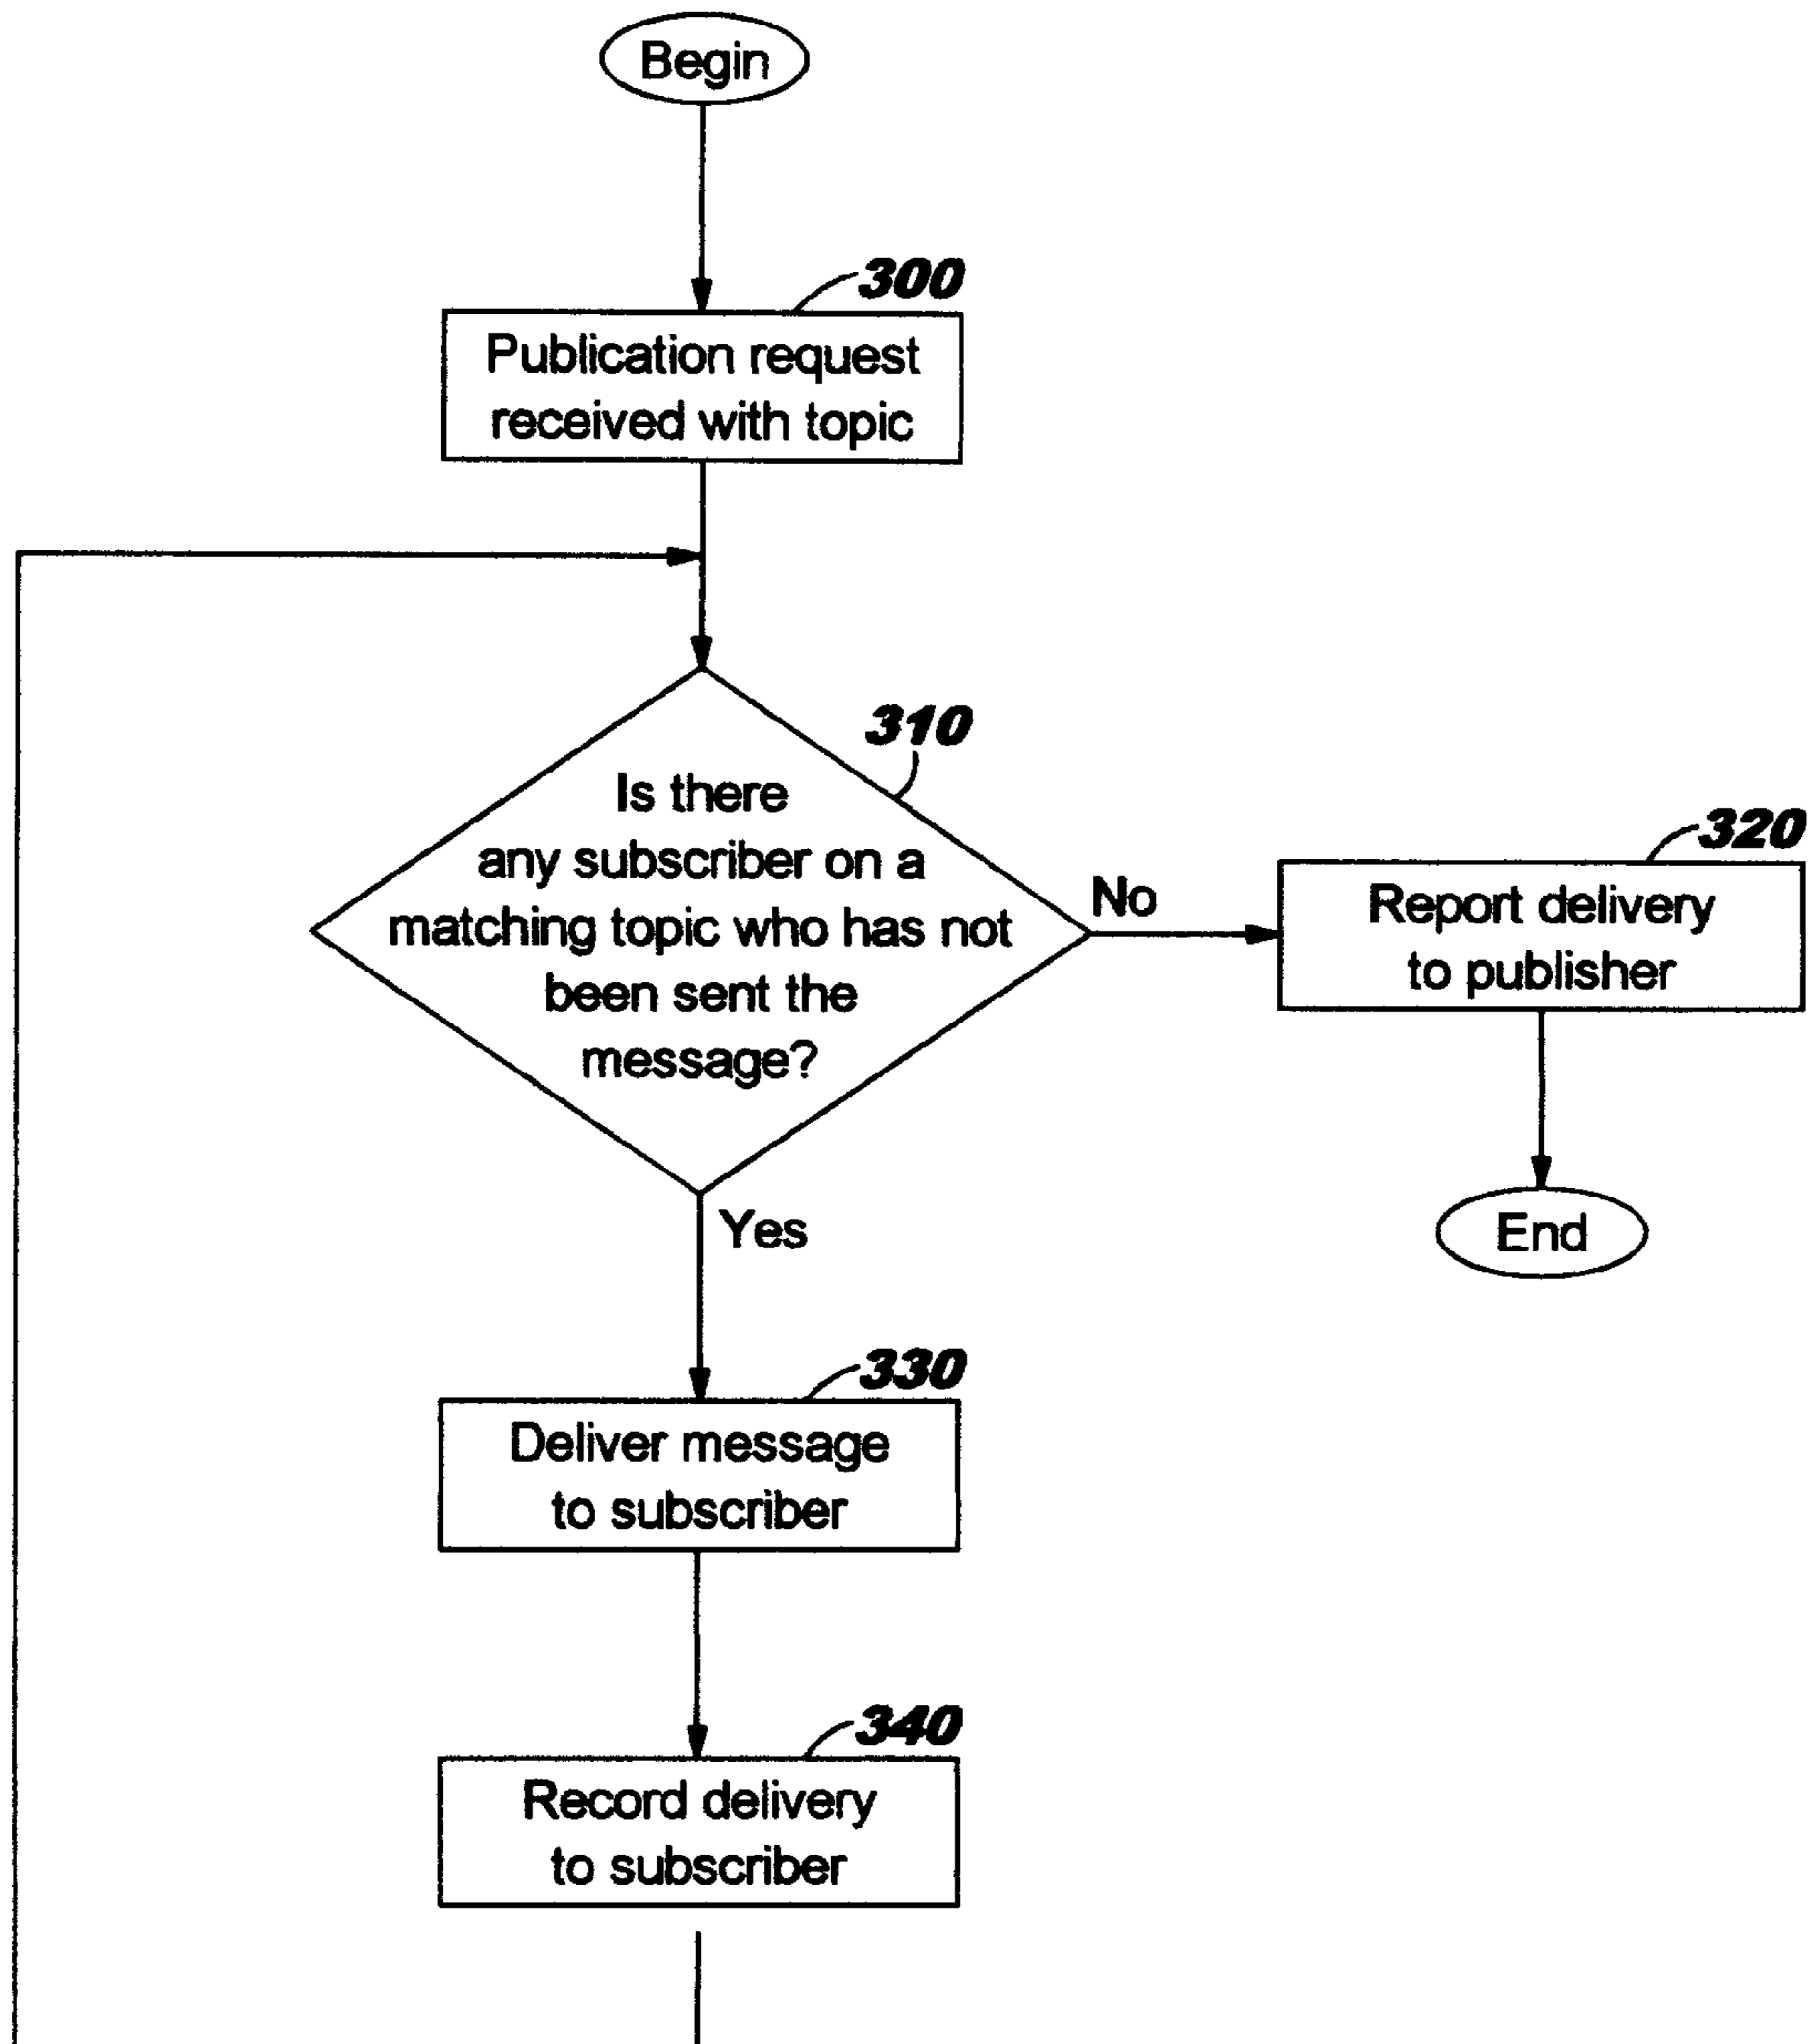 Begin
300
Publication request
received with topic
310
Is there
any subscriber on a
matching topic who has not
been sent the
message?
No
320
Report delivery
to publisher
End
Yes
330
Deliver message
to subscriber
340
Record delivery
to subscriber